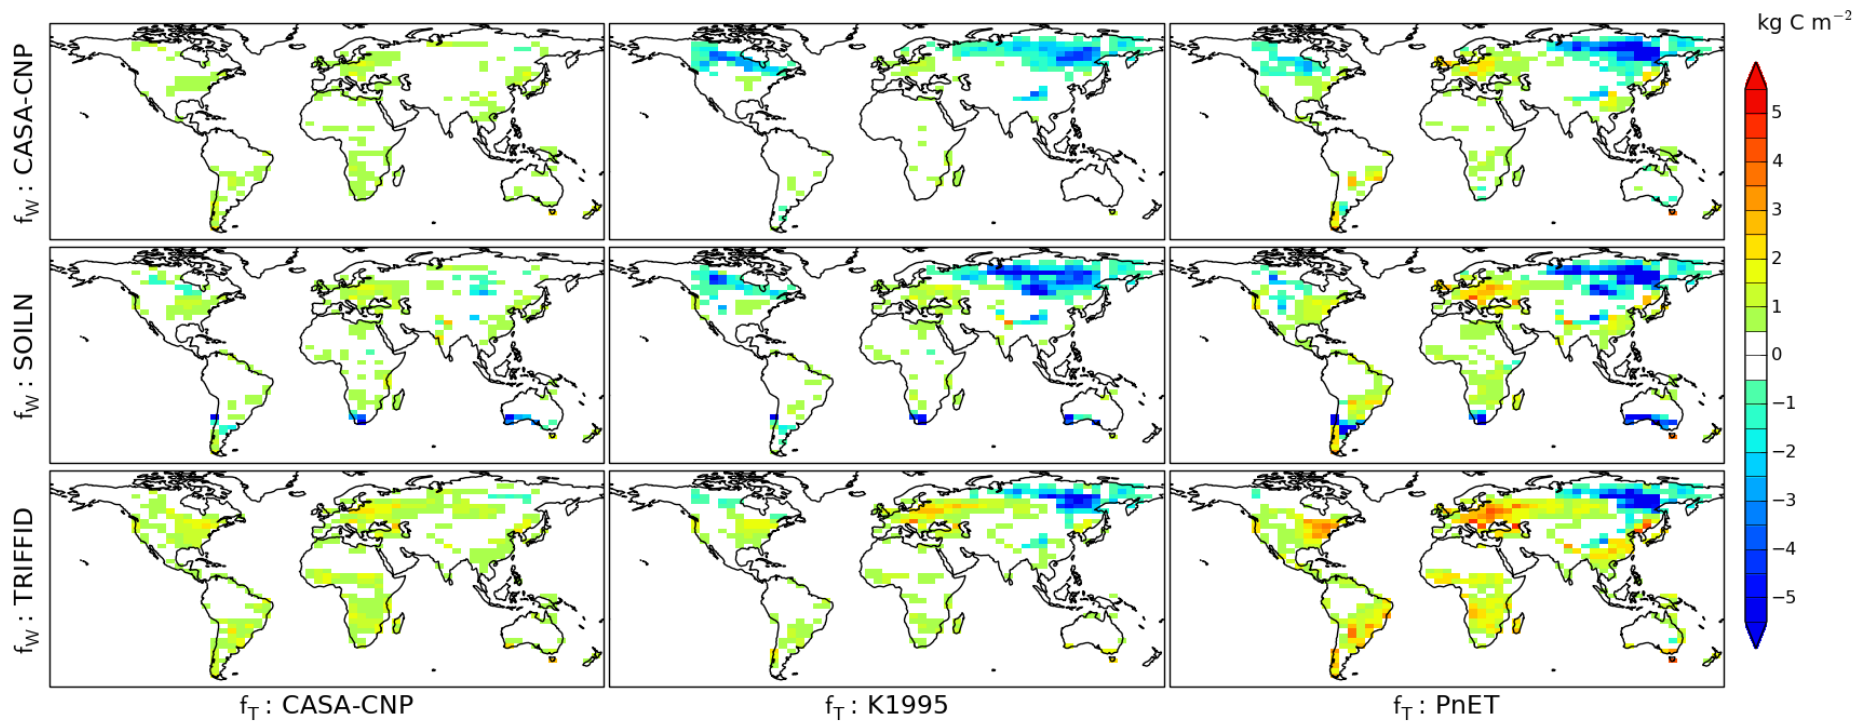 kg C m⁻²
f_W : CASA-CNP
f_W : SOILN
f_W : TRIFFID
5
4
3
2
1
0
−1
−2
−3
−4
−5
f_T : CASA-CNP
f_T : K1995
f_T : PnET